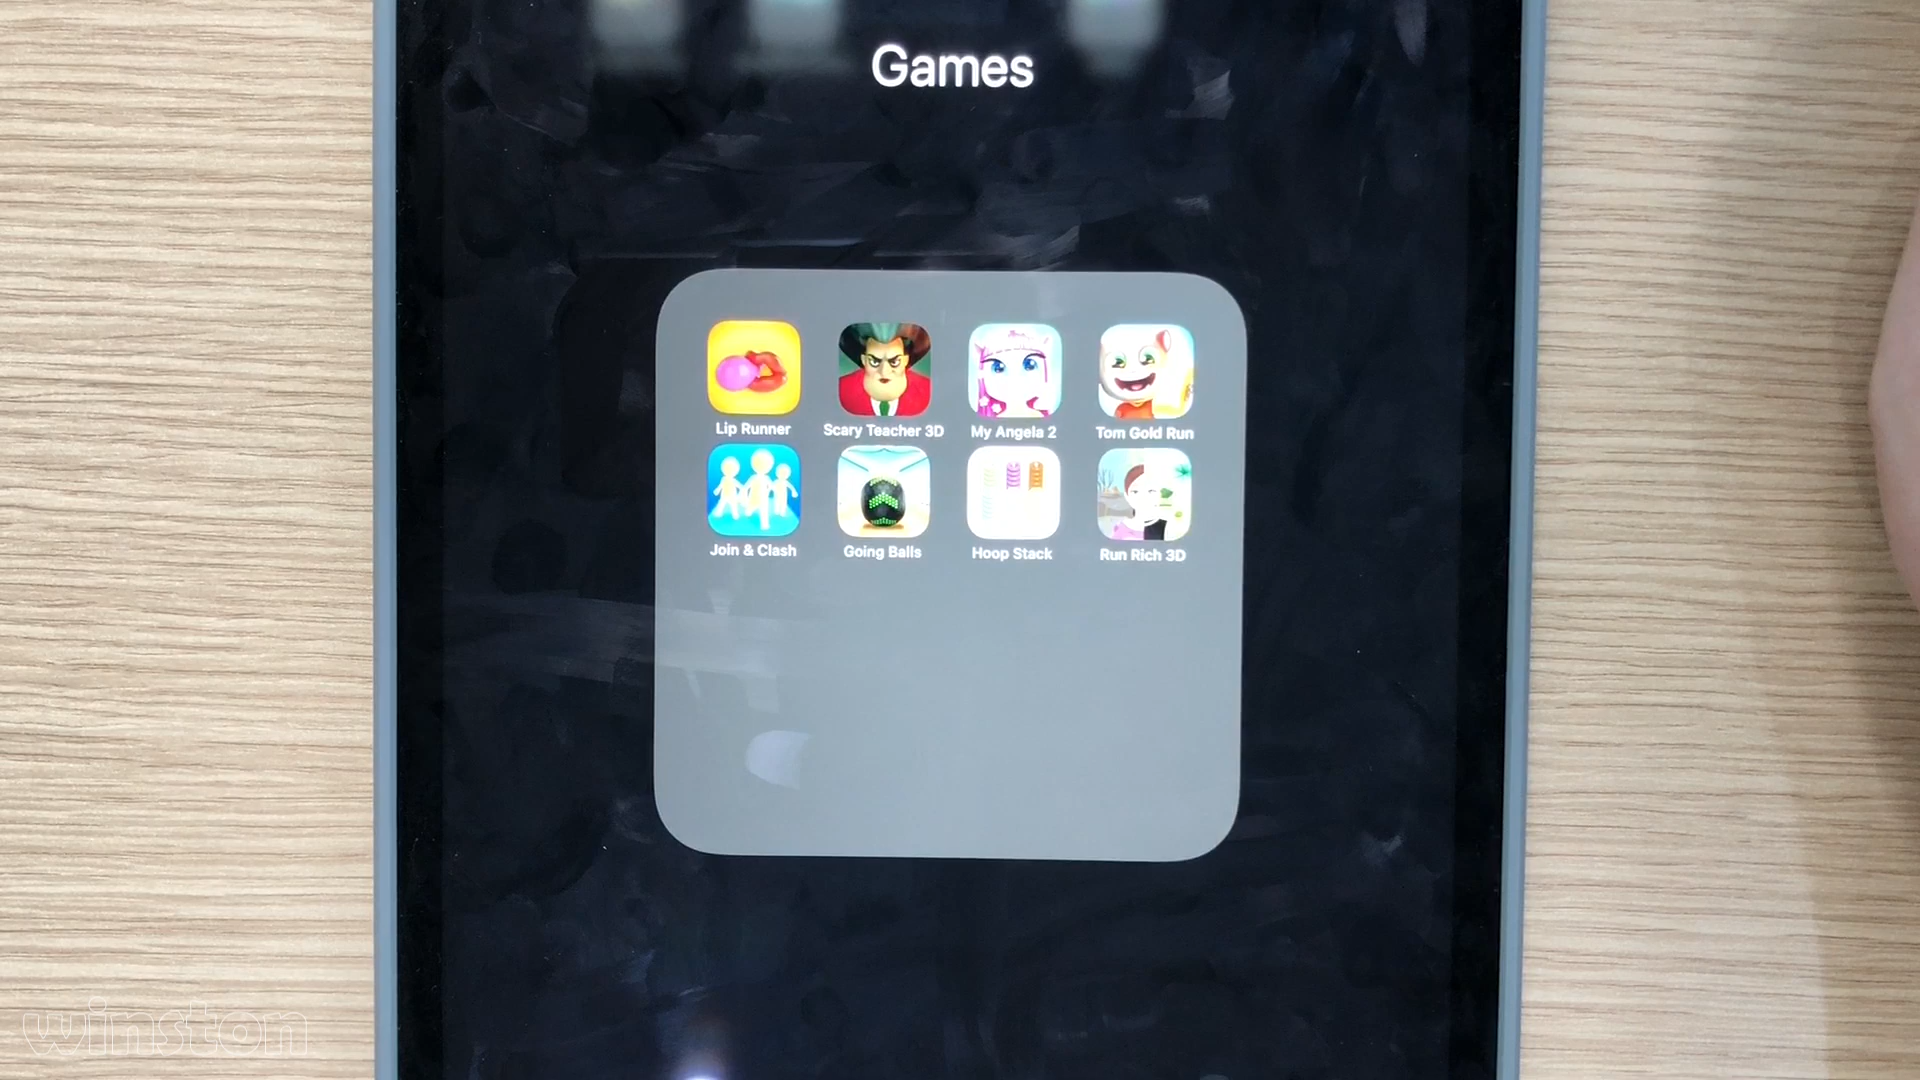 Games
Lip Runner
Scary Teacher 3D
My Angela 2
Tom Gold Run
Join & Clash
Going Balls
Hoop Stack
Run Rich 3D
winston